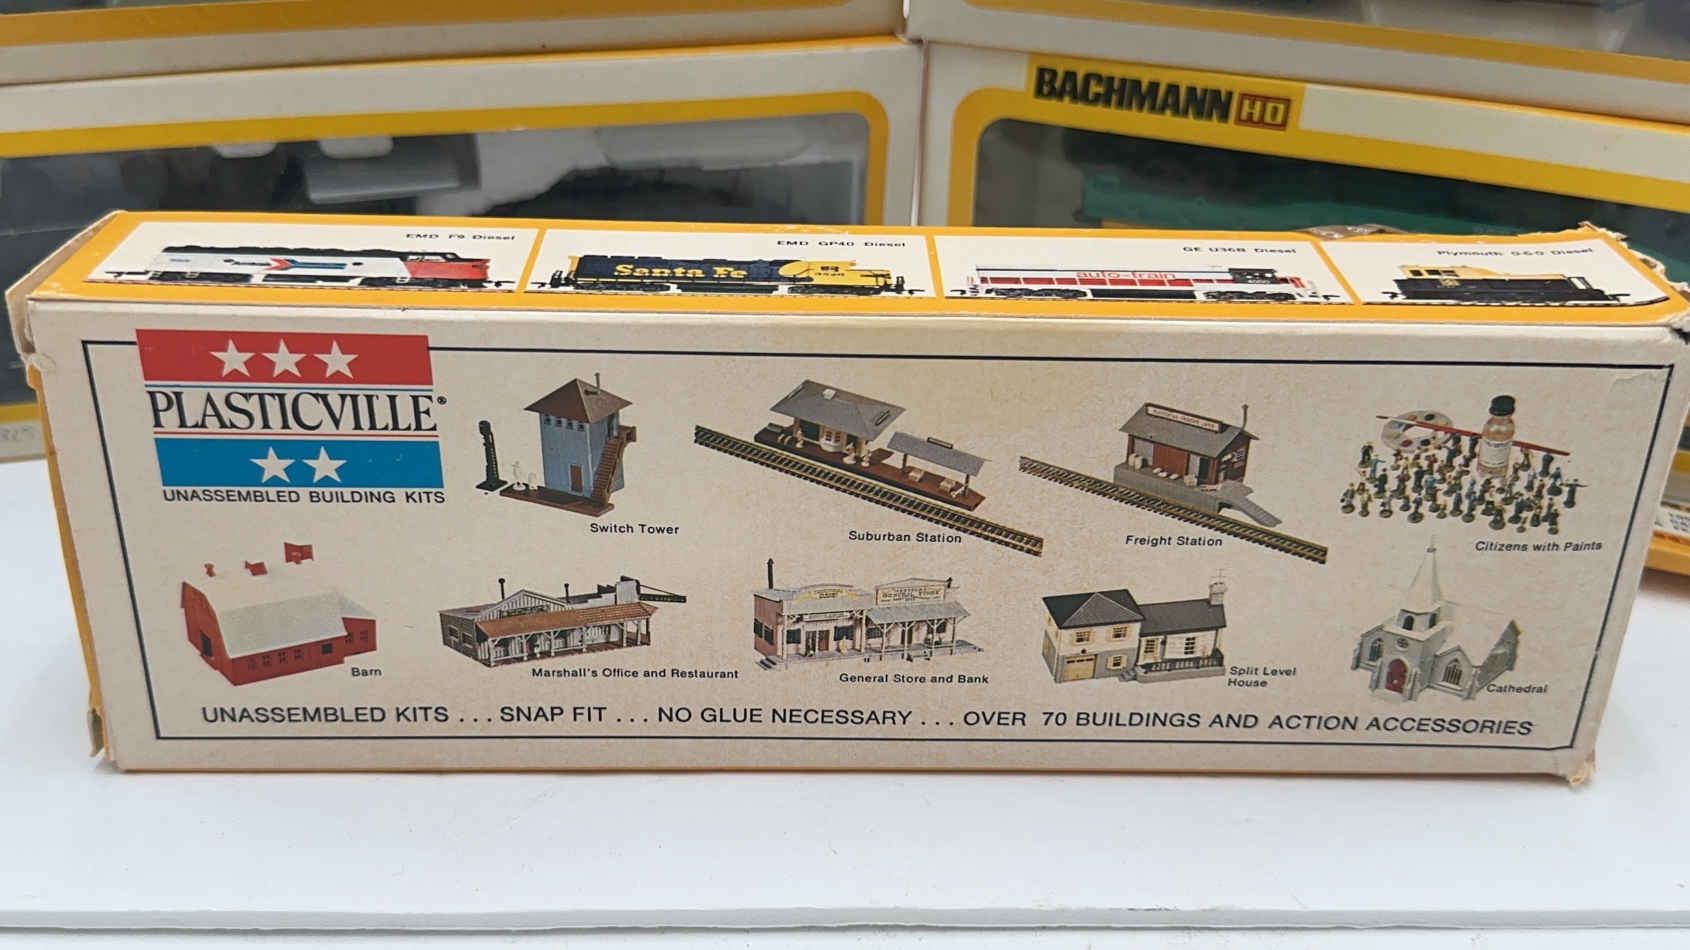 BACHMANN HO
EMD F9 Diesel
EMD GP40 Diesel
GE U36B Diesel
Plymouth 0-6-0 Diesel
Santa Fe
auto-train
PLASTICVILLE®
UNASSEMBLED BUILDING KITS
Switch Tower
Suburban Station
Freight Station
Citizens with Paints
Barn
Marshall's Office and Restaurant
General Store and Bank
Split Level
House
Cathedral
UNASSEMBLED KITS . . . SNAP FIT . . . NO GLUE NECESSARY . . . OVER 70 BUILDINGS AND ACTION ACCESSORIES